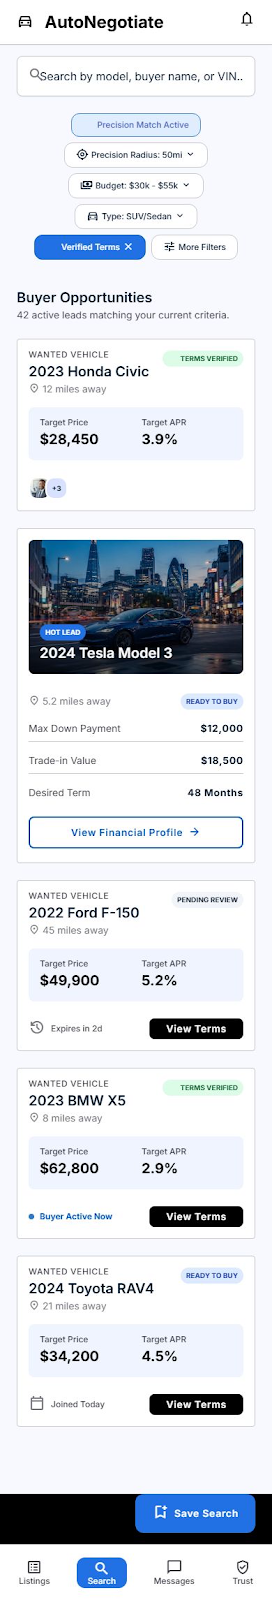 AutoNegotiate
Search by model, buyer name, or VIN..
Precision Match Active
Precision Radius: 50mi
Budget: $30k - $55k
Type: SUV/Sedan
Verified Terms ✕
More Filters
Buyer Opportunities
42 active leads matching your current criteria.
WANTED VEHICLE
TERMS VERIFIED
2023 Honda Civic
12 miles away
Target Price
Target APR
$28,450
3.9%
+3
HOT LEAD
2024 Tesla Model 3
5.2 miles away
READY TO BUY
Max Down Payment
$12,000
Trade-in Value
$18,500
Desired Term
48 Months
View Financial Profile →
WANTED VEHICLE
PENDING REVIEW
2022 Ford F-150
45 miles away
Target Price
Target APR
$49,900
5.2%
Expires in 2d
View Terms
WANTED VEHICLE
TERMS VERIFIED
2023 BMW X5
8 miles away
Target Price
Target APR
$62,800
2.9%
Buyer Active Now
View Terms
WANTED VEHICLE
READY TO BUY
2024 Toyota RAV4
21 miles away
Target Price
Target APR
$34,200
4.5%
Joined Today
View Terms
Save Search
Listings
Search
Messages
Trust